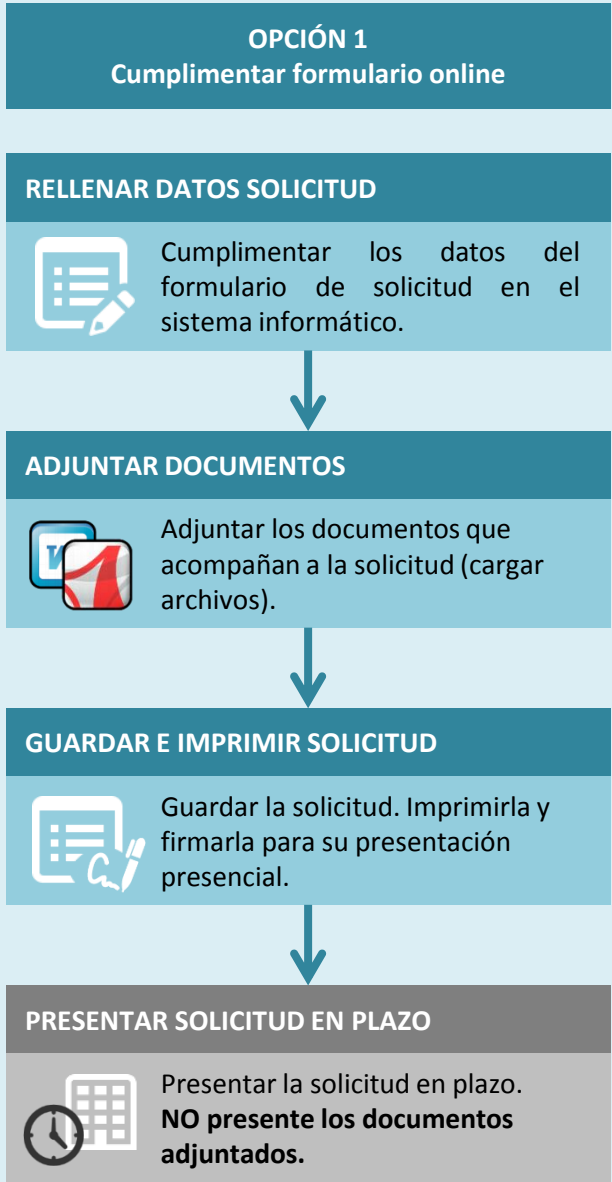 OPCIÓN 1
Cumplimentar formulario online
RELLENAR DATOS SOLICITUD
Cumplimentar los datos del
formulario de solicitud en el
sistema informático.
ADJUNTAR DOCUMENTOS
Adjuntar los documentos que
acompañan a la solicitud (cargar
archivos).
GUARDAR E IMPRIMIR SOLICITUD
Guardar la solicitud. Imprimirla y
firmarla para su presentación
presencial.
PRESENTAR SOLICITUD EN PLAZO
Presentar la solicitud en plazo.
NO presente los documentos
adjuntados.